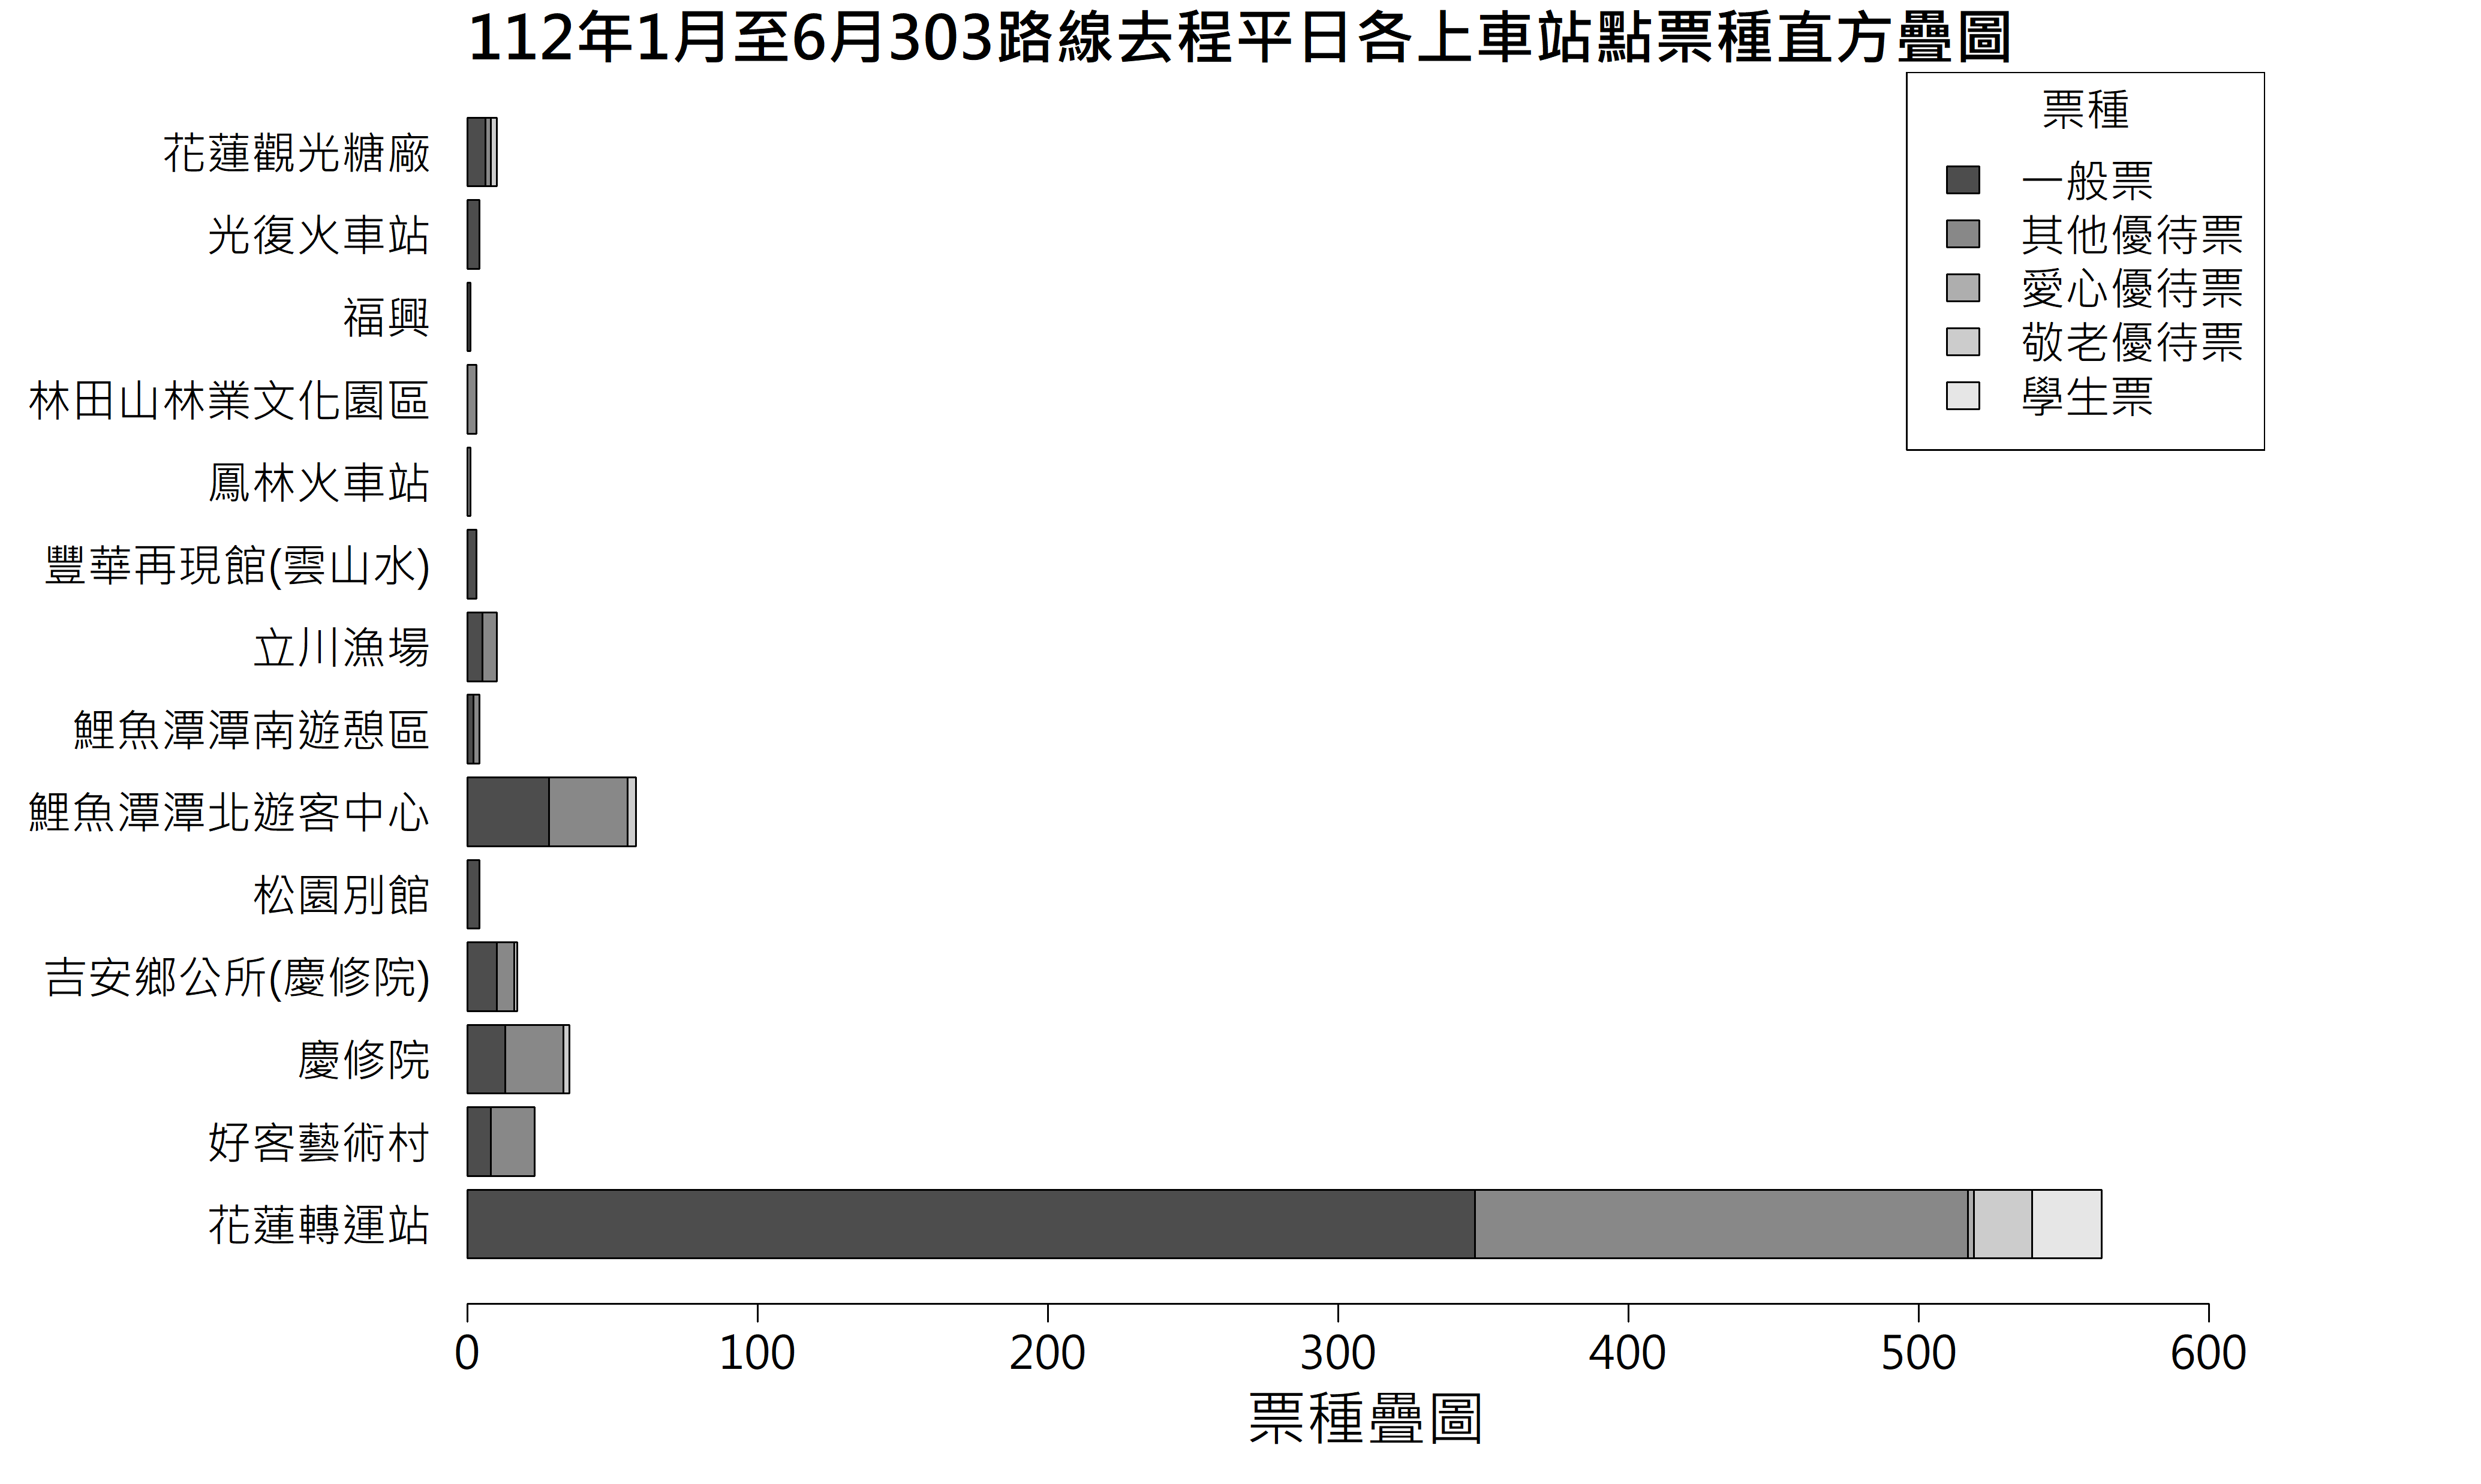 112年1月至6月303路線去程平日各上車站點票種直方疊圖
票種
一般票
其他優待票
愛心優待票
敬老優待票
學生票
花蓮觀光糖廠
光復火車站
福興
林田山林業文化園區
鳳林火車站
豐華再現館(雲山水)
立川漁場
鯉魚潭潭南遊憩區
鯉魚潭潭北遊客中心
松園別館
吉安鄉公所(慶修院)
慶修院
好客藝術村
花蓮轉運站
0 100 200 300 400 500 600
票種疊圖